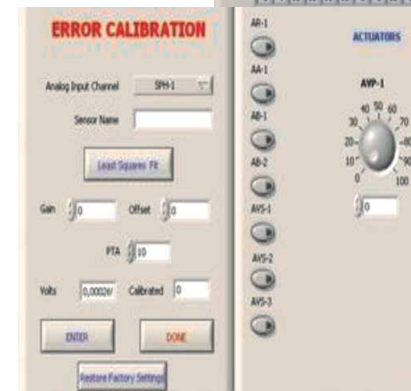 ERROR CALIBRATION
Analog Input Channel SPH-1
Sensor Name
Least Squares Fit
Gain 0 Offset 0
PTA 10
Volts 0,00026 Calibrated 0
ENTER DONE
Restore Factory Settings
AR-1
AA-1
AB-1
AB-2
AVS-1
AVS-2
AVS-3
ACTUATORS
AVP-1
0 10 20 30 40 50 60 70 80 90 100
0